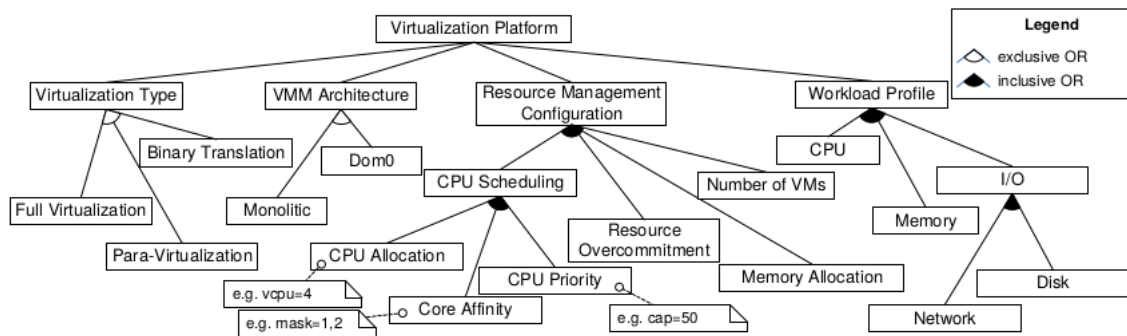 Virtualization Platform
Legend
exclusive OR
inclusive OR
Virtualization Type
VMM Architecture
Resource Management
Configuration
Workload Profile
Binary Translation
Dom0
CPU
CPU Scheduling
Number of VMs
I/O
Full Virtualization
Monolitic
Memory
Para-Virtualization
CPU Allocation
Resource
Overcommitment
CPU Priority
Memory Allocation
Disk
e.g. vcpu=4
e.g. mask=1,2
Core Affinity
e.g. cap=50
Network